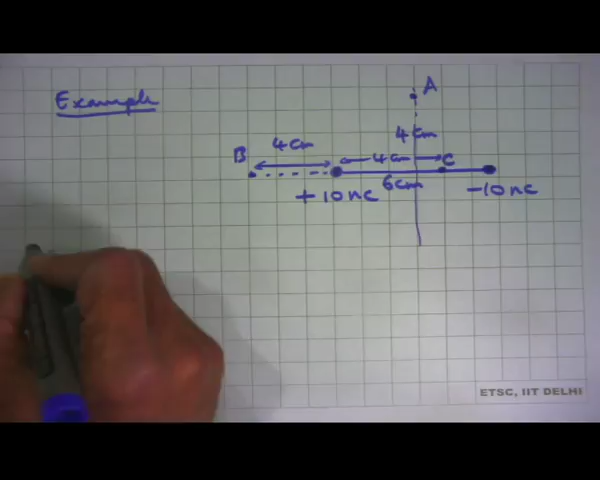 Example
A
4cm
4cm
B
4cm
C
6cm
+10nc
-10nc
ETSC, IIT DELHI